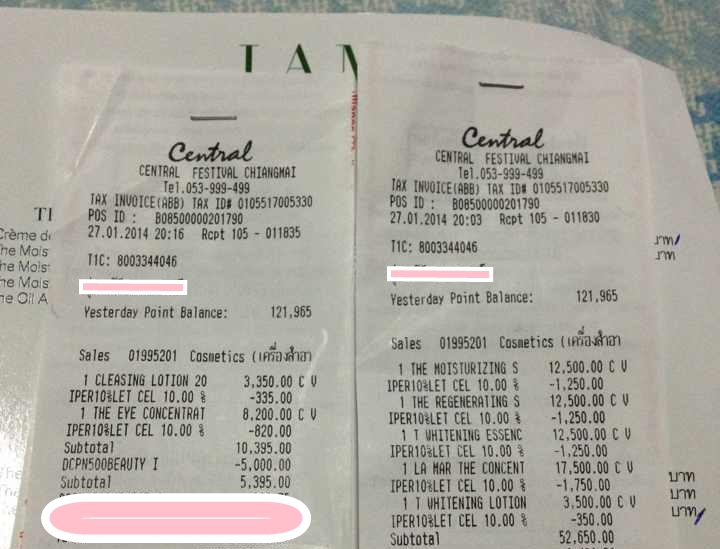 TAM
Central
CENTRAL FESTIVAL CHIANGMAI
Tel.053-999-499
TAX INVOICE(ABB) TAX ID# 0105517005330
POS ID : B08500000201790
27.01.2014 20:16 Rcpt 105 - 011835
T1C: 8003344046
Yesterday Point Balance: 121,965
Sales 01995201 Cosmetics (เครื่องสำอา
1 CLEASING LOTION 20 3,350.00 C V
IPER10%LET CEL 10.00 % -335.00
1 THE EYE CONCENTRAT 8,200.00 C V
IPER10%LET CEL 10.00 % -820.00
Subtotal 10,395.00
DCPN500BEAUTY I -5,000.00
Subtotal 5,395.00
Central
CENTRAL FESTIVAL CHIANGMAI
Tel.053-999-499
TAX INVOICE(ABB) TAX ID# 0105517005330
POS ID : B08500000201790
27.01.2014 20:03 Rcpt 105 - 011830
T1C: 8003344046
Yesterday Point Balance: 121,965
Sales 01995201 Cosmetics (เครื่องสำอา
1 THE MOISTURIZING S 12,500.00 C V
IPER10%LET CEL 10.00 % -1,250.00
1 THE REGENERATING S 12,500.00 C V
IPER10%LET CEL 10.00 % -1,250.00
1 T WHITENING ESSENC 12,500.00 C V
IPER10%LET CEL 10.00 % -1,250.00
1 LA MAR THE CONCENT 17,500.00 C V
IPER10%LET CEL 10.00 % -1,750.00
1 T WHITENING LOTION 3,500.00 C V
IPER10%LET CEL 10.00 % -350.00
Subtotal 52,650.00
Crème de
he Mois
he Moist
he Mois
he Oil A
บาท
บาท
บาท